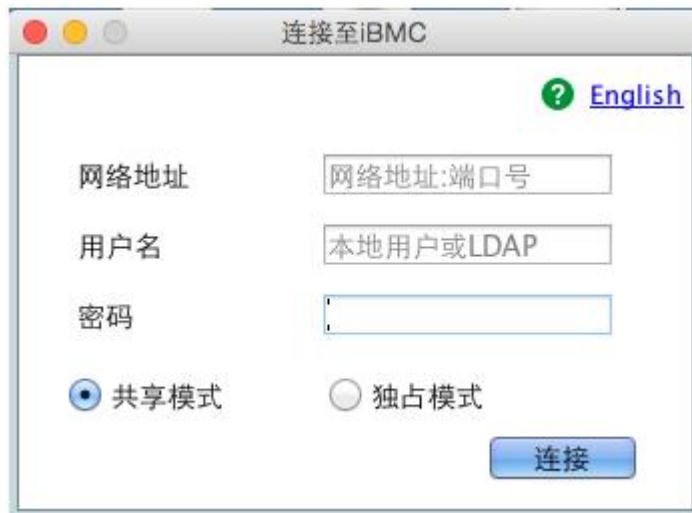 连接至iBMC
? English
网络地址 网络地址:端口号
用户名 本地用户或LDAP
密码
共享模式 独占模式
连接